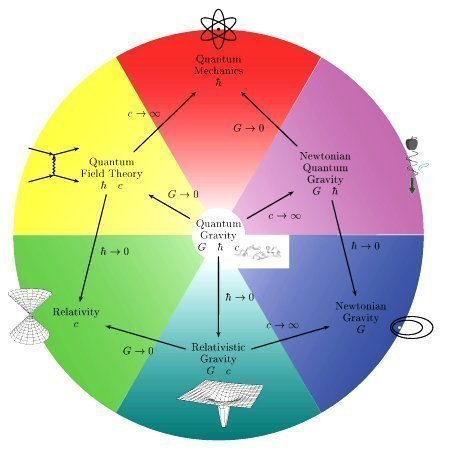 Quantum
Mechanics
ℏ
c → ∞
G → 0
Quantum
Field Theory
ℏ c
Newtonian
Quantum
Gravity
G ℏ
G → 0
c → ∞
Quantum
Gravity
G ℏ c
ℏ → 0
ℏ → 0
ℏ → 0
Relativity
c
Newtonian
Gravity
G
c → ∞
G → 0
Relativistic
Gravity
G c